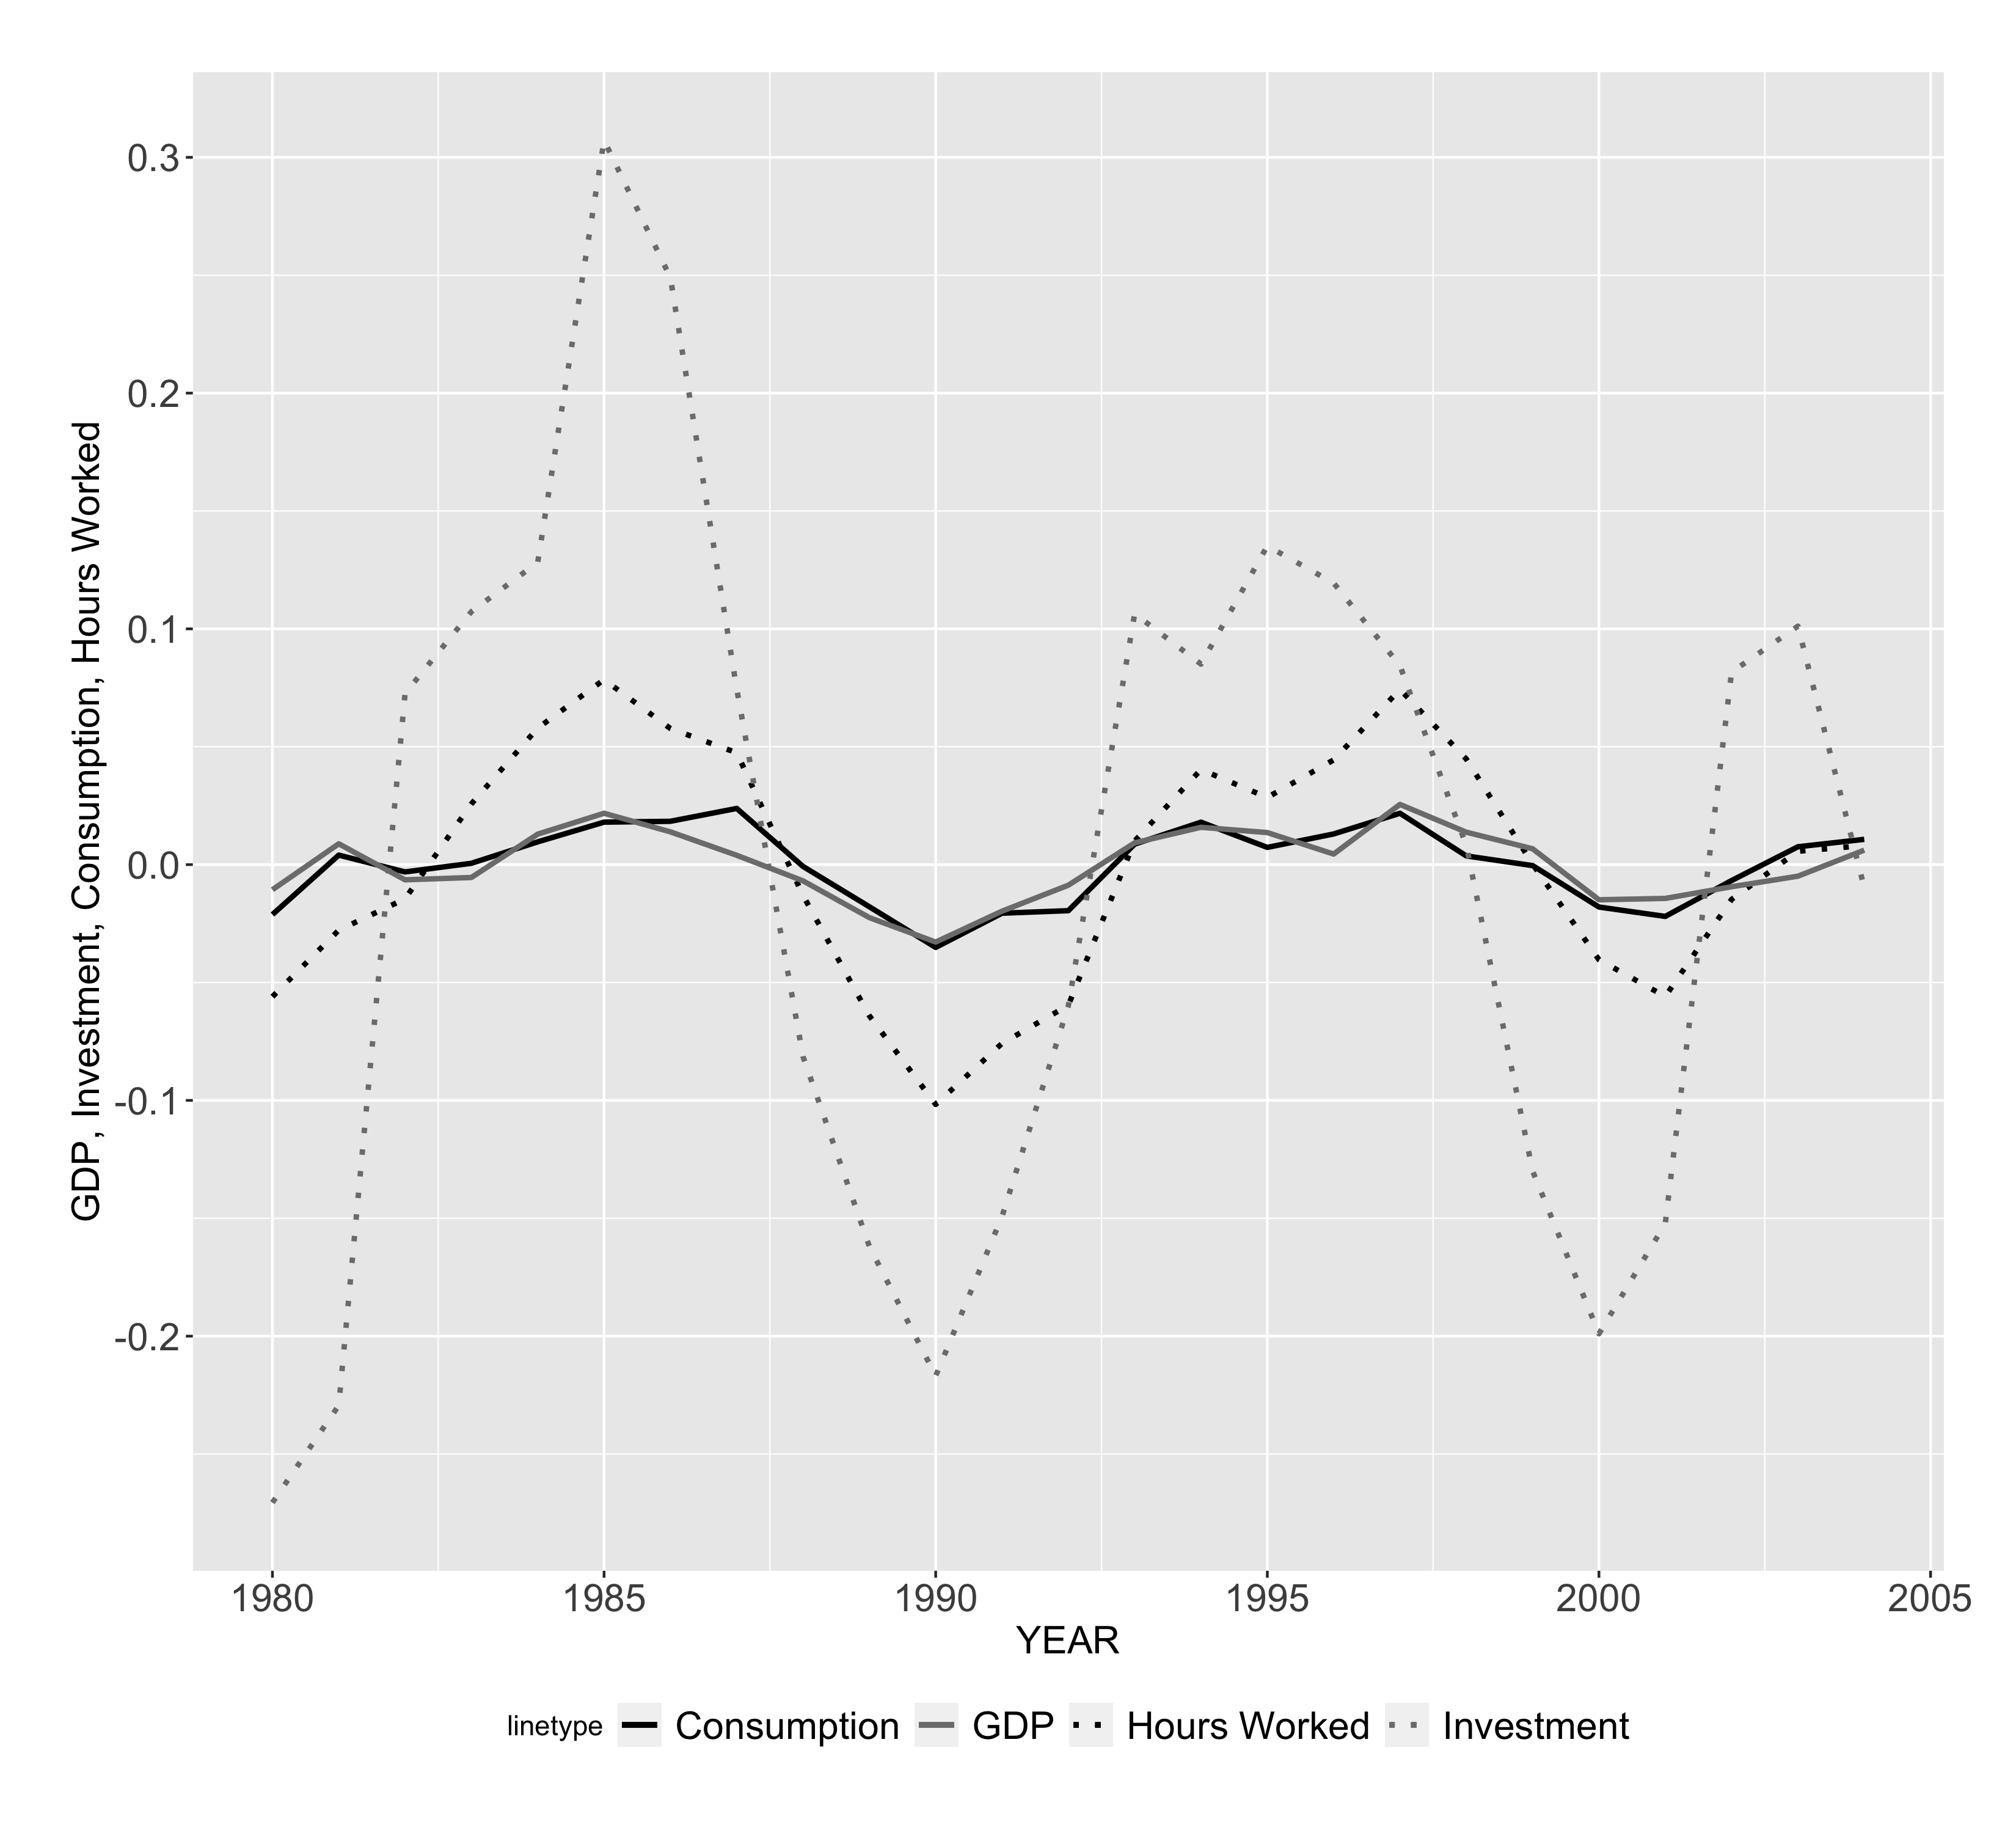 GDP, Investment, Consumption, Hours Worked
0.3
0.2
0.1
0.0
-0.1
-0.2
1980 1985 1990 1995 2000 2005
YEAR
linetype Consumption GDP Hours Worked Investment